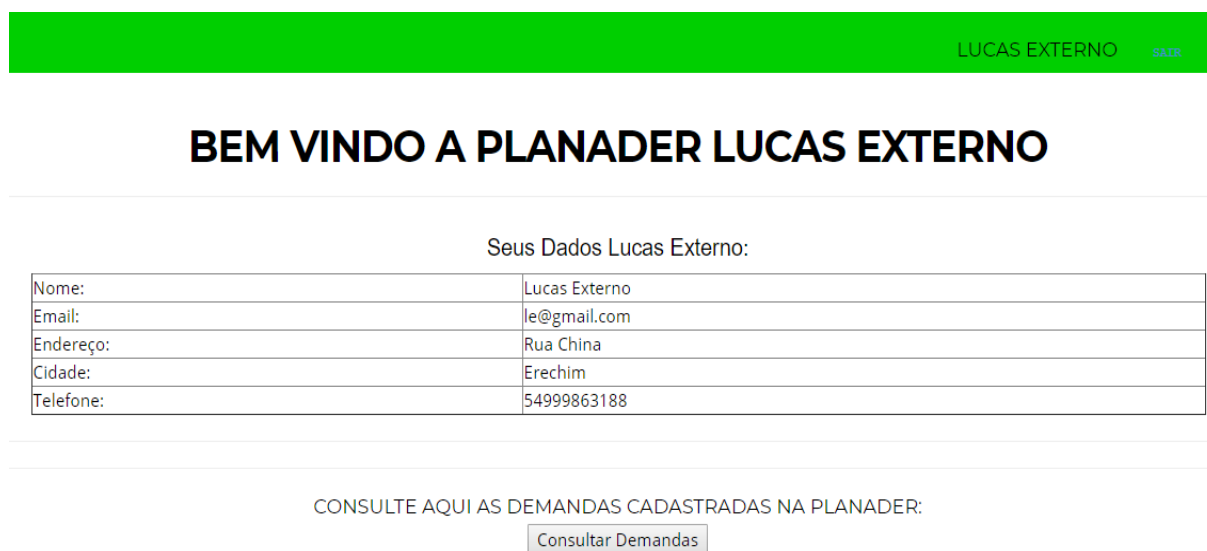 LUCAS EXTERNO SAIR
BEM VINDO A PLANADER LUCAS EXTERNO
Seus Dados Lucas Externo:
Nome: Lucas Externo
Email: le@gmail.com
Endereço: Rua China
Cidade: Erechim
Telefone: 54999863188
CONSULTE AQUI AS DEMANDAS CADASTRADAS NA PLANADER:
Consultar Demandas